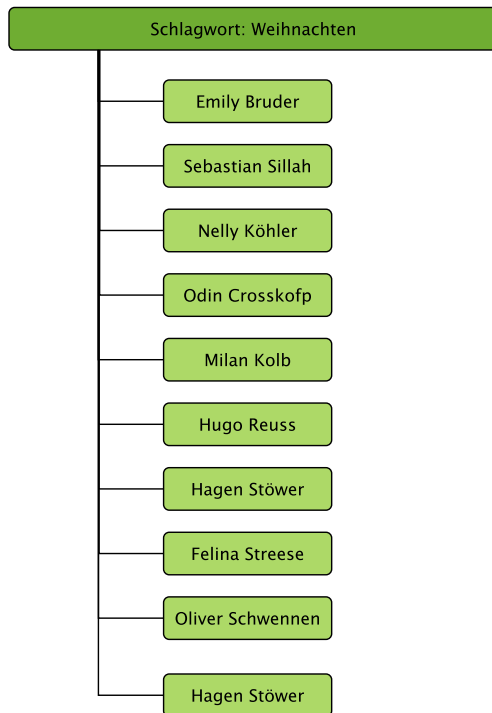 Schlagwort: Weihnachten
Emily Bruder
Sebastian Sillah
Nelly Köhler
Odin Crosskofp
Milan Kolb
Hugo Reuss
Hagen Stöwer
Felina Streese
Oliver Schwennen
Hagen Stöwer